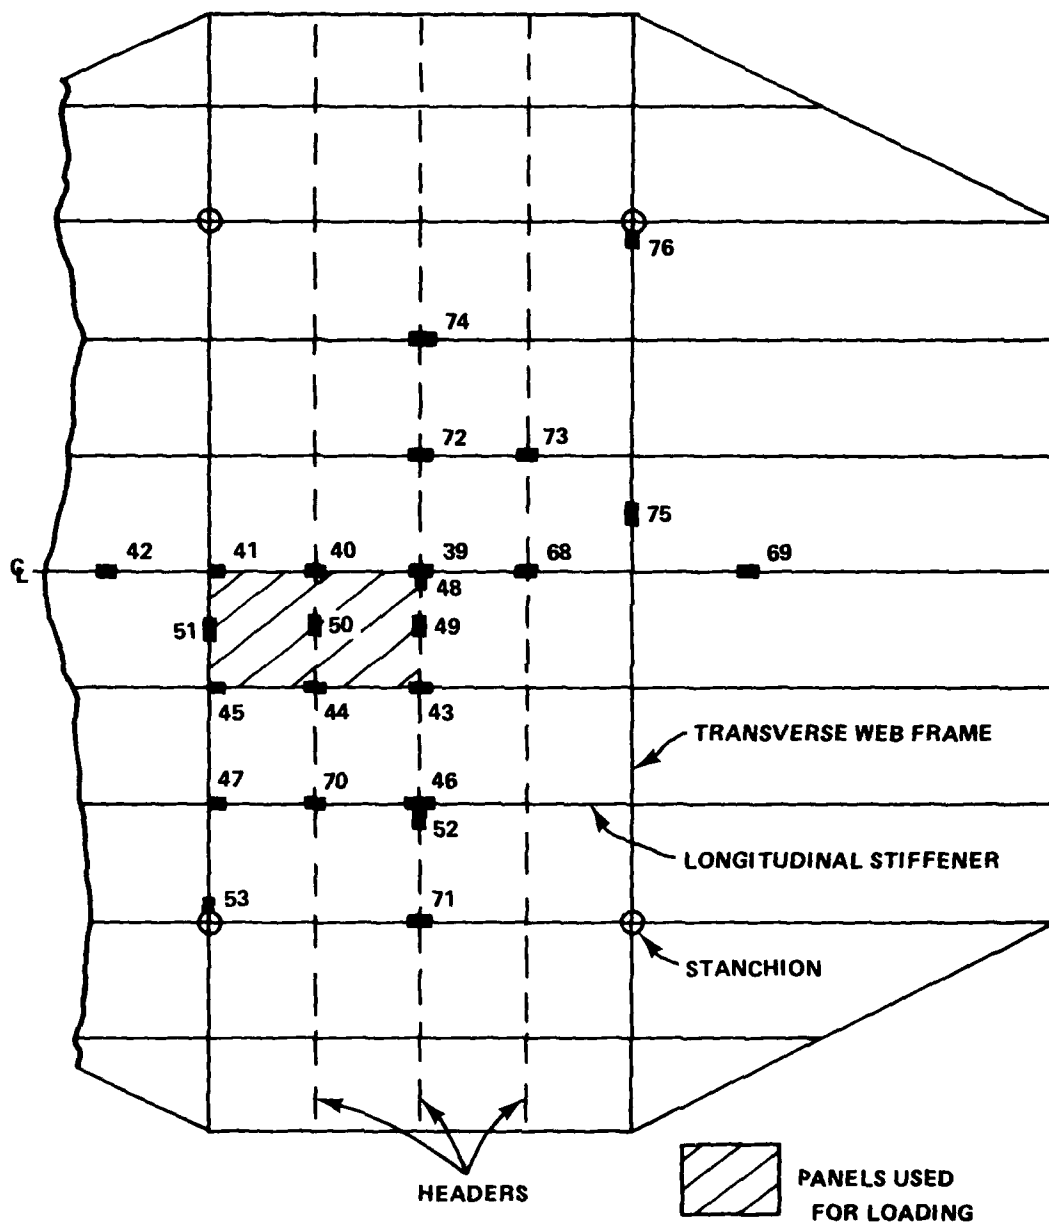 76
74
72 73
75
℄ 42 41 40 39 68 69
48
51 50 49
45 44 43
TRANSVERSE WEB FRAME
47 70 46
52
LONGITUDINAL STIFFENER
53 71
STANCHION
HEADERS
PANELS USED
FOR LOADING